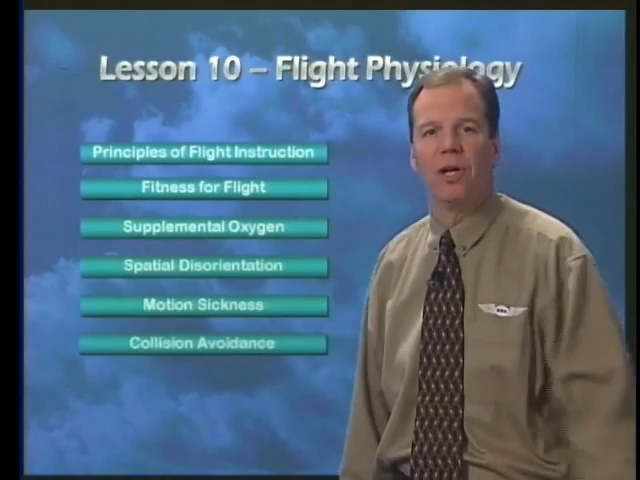 Lesson 10 – Flight Physiology
Principles of Flight Instruction
Fitness for Flight
Supplemental Oxygen
Spatial Disorientation
Motion Sickness
Collision Avoidance